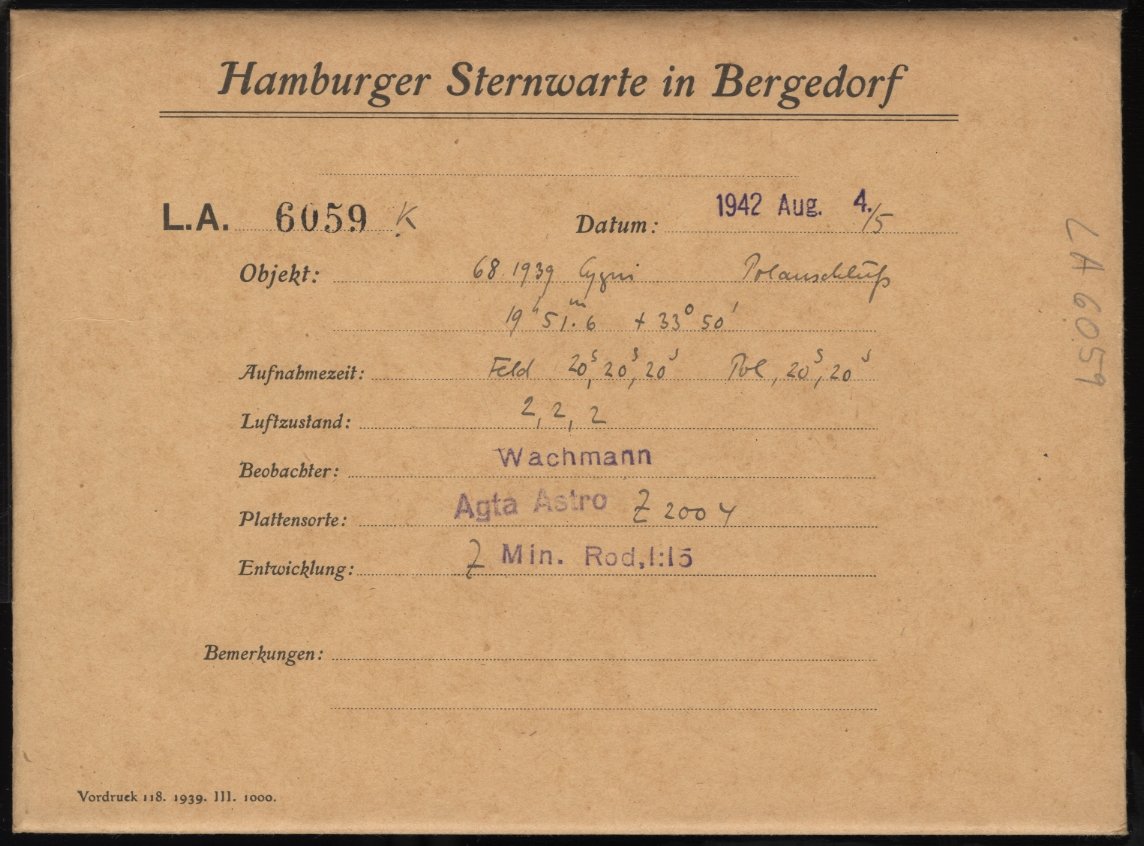 Hamburger Sternwarte in Bergedorf
L.A. 6059 K Datum: 1942 Aug. 4./5
Objekt: 68 1939 Cygni Polanschluß
19ʰ 51ᵐ.6 + 33° 50'
Aufnahmezeit: Feld 20ˢ, 20ˢ, 20ˢ Pol, 20ˢ, 20ˢ
Luftzustand: 2, 2, 2
Beobachter: Wachmann
Plattensorte: Agfa Astro Z 2004
Entwicklung: 7 Min. Rod, 1:15
Bemerkungen:
Vordruck 118. 1939. III. 1000.
LA 6059